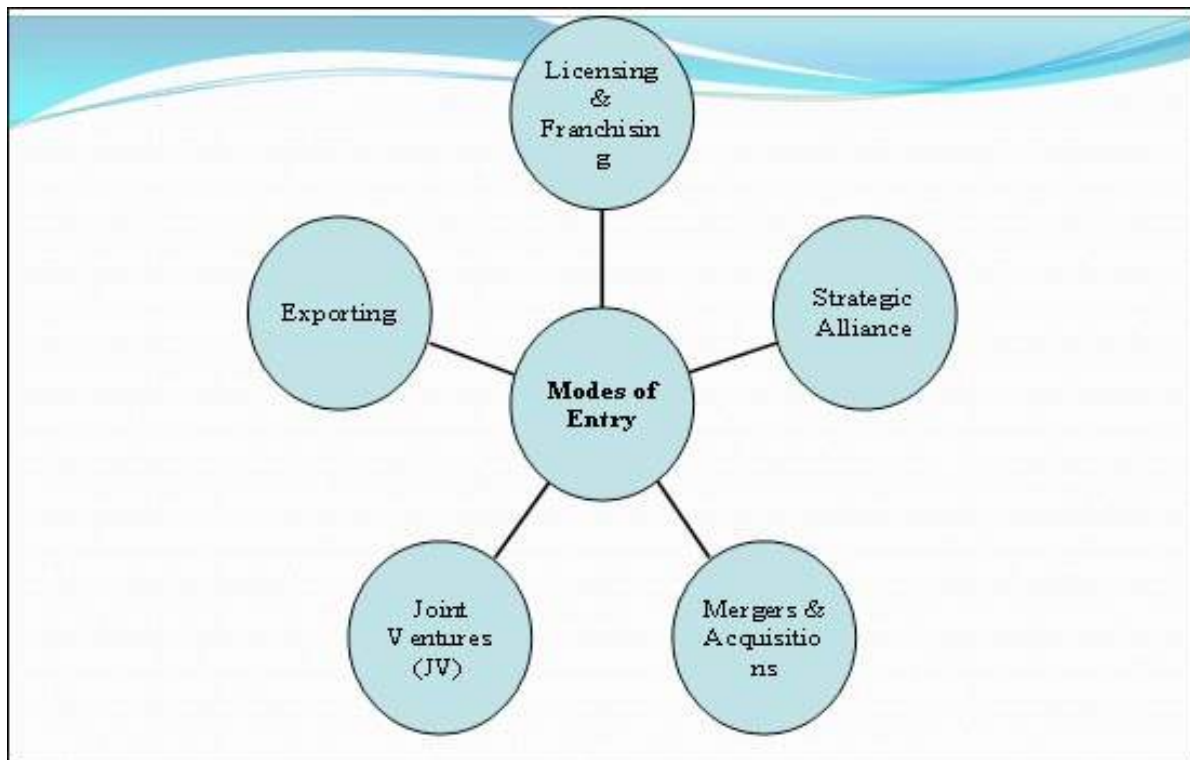 Licensing
&
Franchisin
g
Exporting
Strategic
Alliance
Modes of
Entry
Joint
Ventures
(JV)
Mergers &
Acquisitio
ns